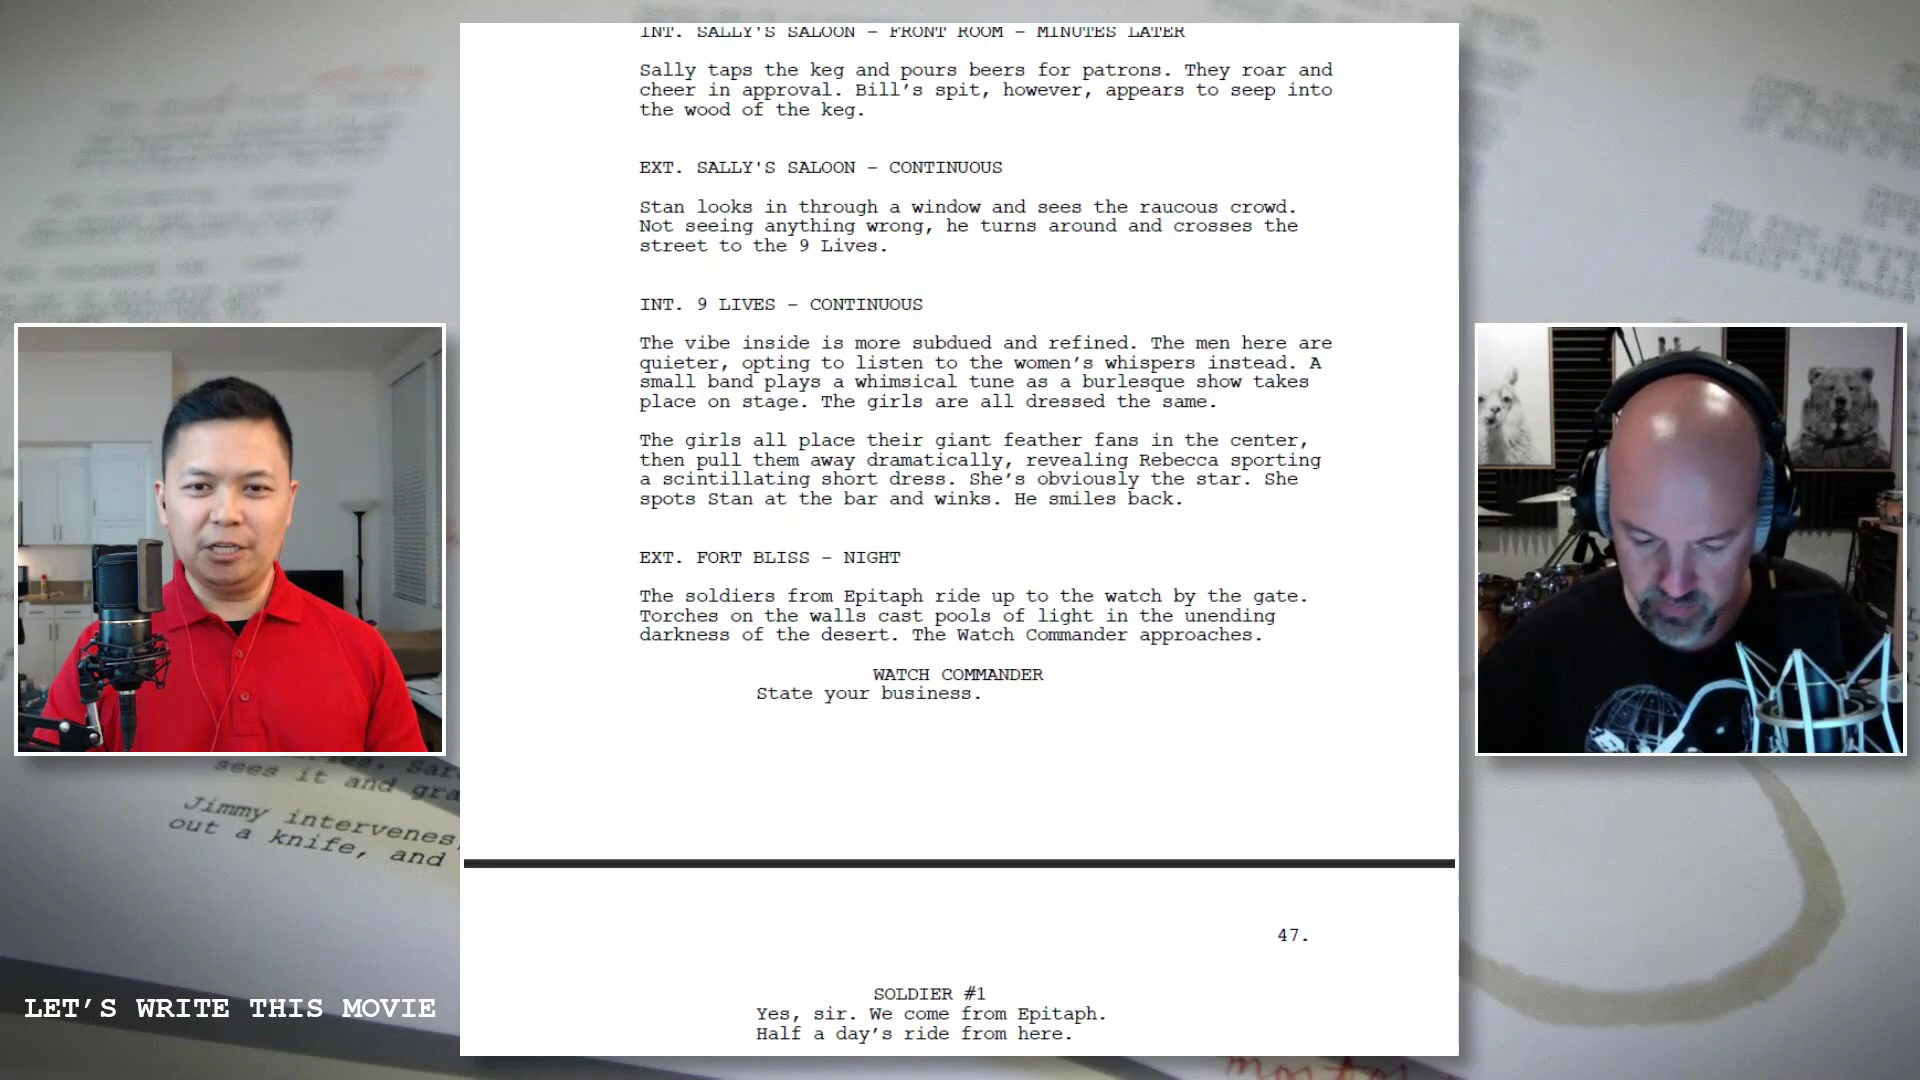 INT. SALLY'S SALOON – FRONT ROOM – MINUTES LATER
Sally taps the keg and pours beers for patrons. They roar and
cheer in approval. Bill's spit, however, appears to seep into
the wood of the keg.
EXT. SALLY'S SALOON – CONTINUOUS
Stan looks in through a window and sees the raucous crowd.
Not seeing anything wrong, he turns around and crosses the
street to the 9 Lives.
INT. 9 LIVES – CONTINUOUS
The vibe inside is more subdued and refined. The men here are
quieter, opting to listen to the women's whispers instead. A
small band plays a whimsical tune as a burlesque show takes
place on stage. The girls are all dressed the same.
The girls all place their giant feather fans in the center,
then pull them away dramatically, revealing Rebecca sporting
a scintillating short dress. She's obviously the star. She
spots Stan at the bar and winks. He smiles back.
EXT. FORT BLISS – NIGHT
The soldiers from Epitaph ride up to the watch by the gate.
Torches on the walls cast pools of light in the unending
darkness of the desert. The Watch Commander approaches.
WATCH COMMANDER
State your business.
47.
SOLDIER #1
Yes, sir. We come from Epitaph.
Half a day's ride from here.
sees it and gra
Jimmy intervenes
out a knife, and
LET'S WRITE THIS MOVIE